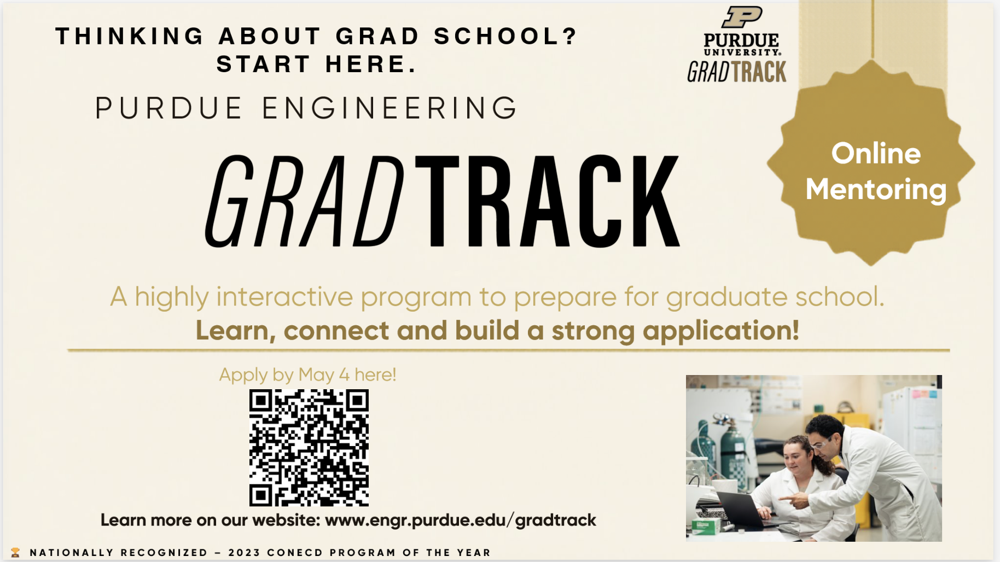 THINKING ABOUT GRAD SCHOOL?
START HERE.
PURDUE
UNIVERSITY®
GRADTRACK
PURDUE ENGINEERING
GRADTRACK
Online
Mentoring
A highly interactive program to prepare for graduate school.
Learn, connect and build a strong application!
Apply by May 4 here!
Learn more on our website: www.engr.purdue.edu/gradtrack
🏆 NATIONALLY RECOGNIZED – 2023 CONECD PROGRAM OF THE YEAR